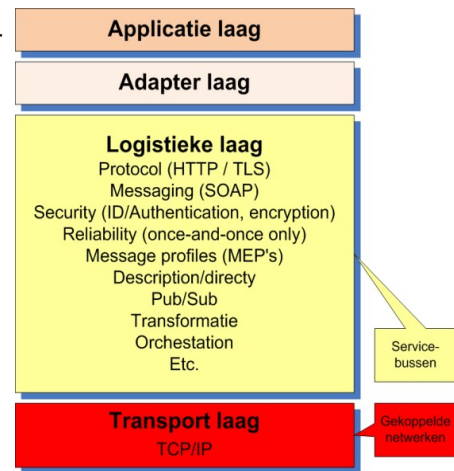 Applicatie laag
Adapter laag
Logistieke laag
Protocol (HTTP / TLS)
Messaging (SOAP)
Security (ID/Authentication, encryption)
Reliability (once-and-once only)
Message profiles (MEP's)
Description/directy
Pub/Sub
Transformatie
Orchestation
Etc.
Service-
bussen
Transport laag
TCP/IP
Gekoppelde
netwerken